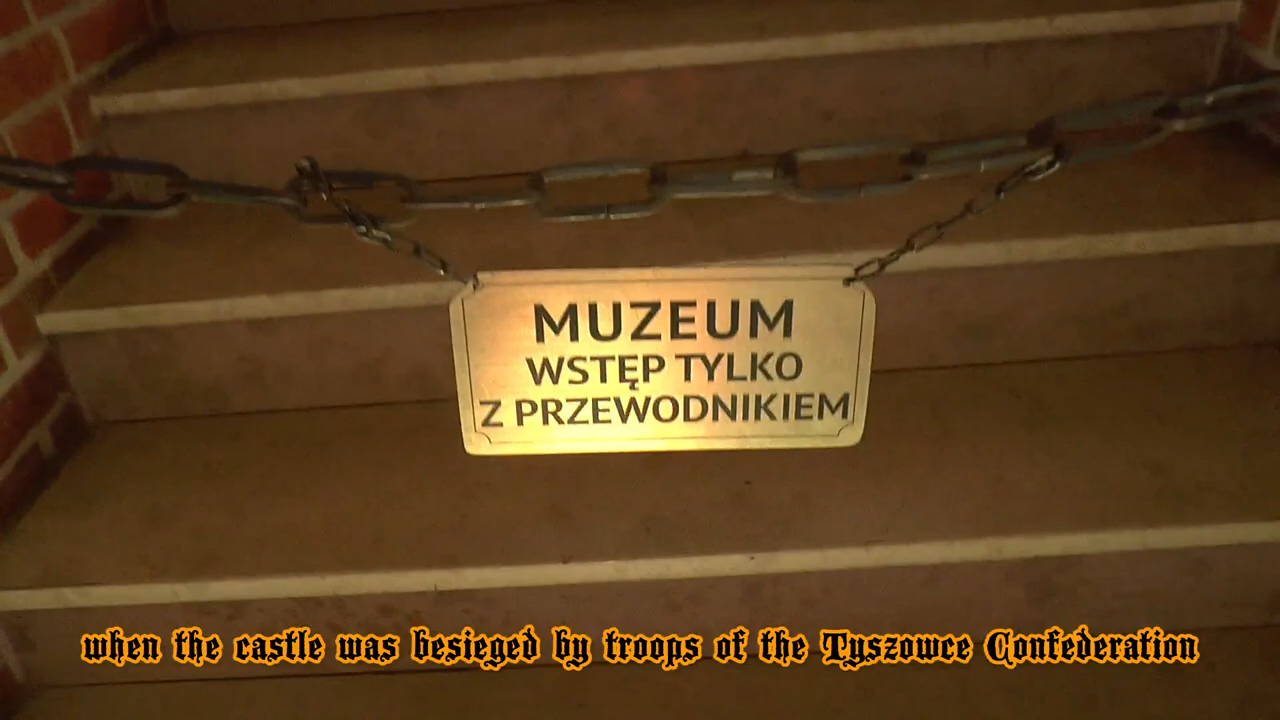 MUZEUM
WSTĘP TYLKO
Z PRZEWODNIKIEM
when the castle was besieged by troops of the Tyszowce Confederation